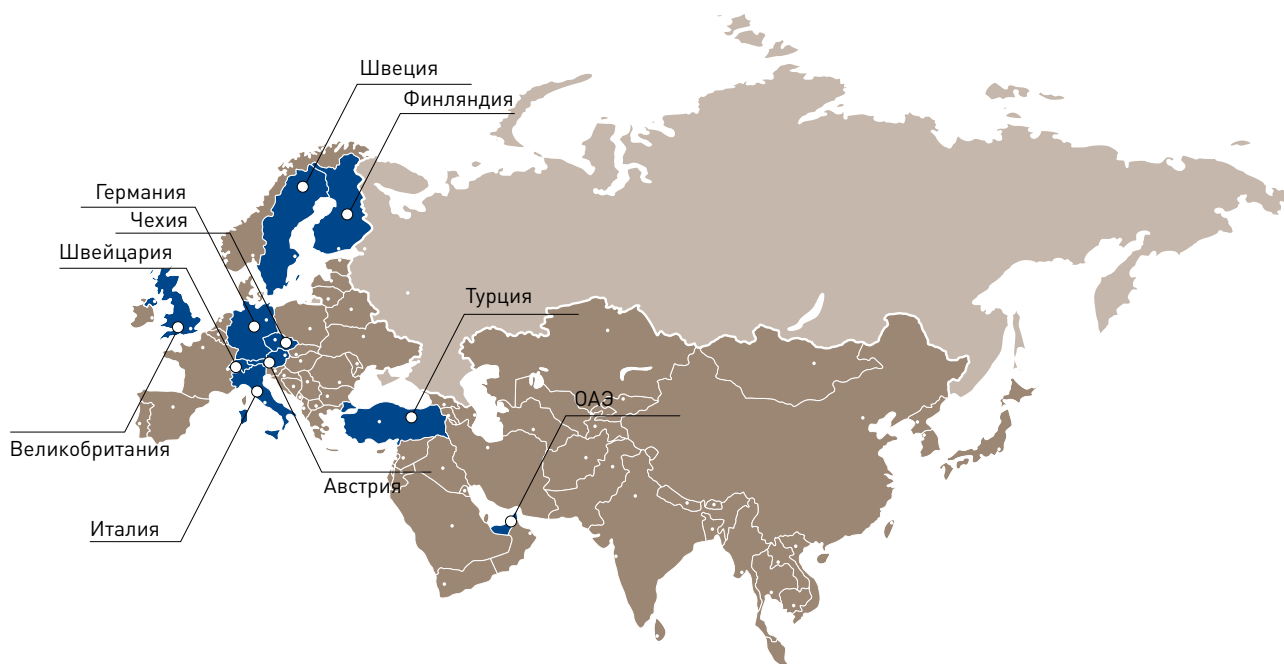 Швеция
Финляндия
Германия
Чехия
Швейцария
Турция
ОАЭ
Великобритания
Австрия
Италия